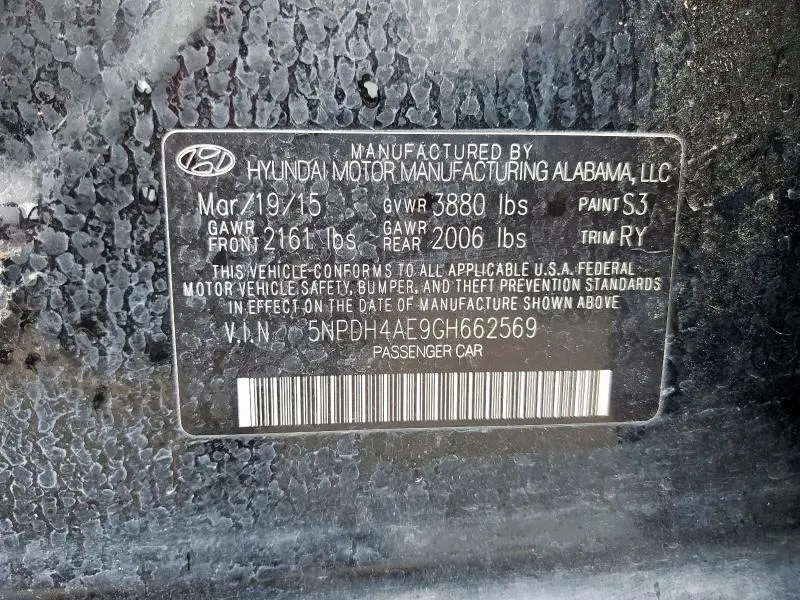 MANUFACTURED BY
HYUNDAI MOTOR MANUFACTURING ALABAMA, LLC
Mar/19/15 GVWR 3880 lbs PAINT S3
GAWR FRONT 2161 lbs GAWR REAR 2006 lbs TRIM RY
THIS VEHICLE CONFORMS TO ALL APPLICABLE U.S.A. FEDERAL
MOTOR VEHICLE SAFETY, BUMPER, AND THEFT PREVENTION STANDARDS
IN EFFECT ON THE DATE OF MANUFACTURE SHOWN ABOVE
V.I.N 5NPDH4AE9GH662569
PASSENGER CAR